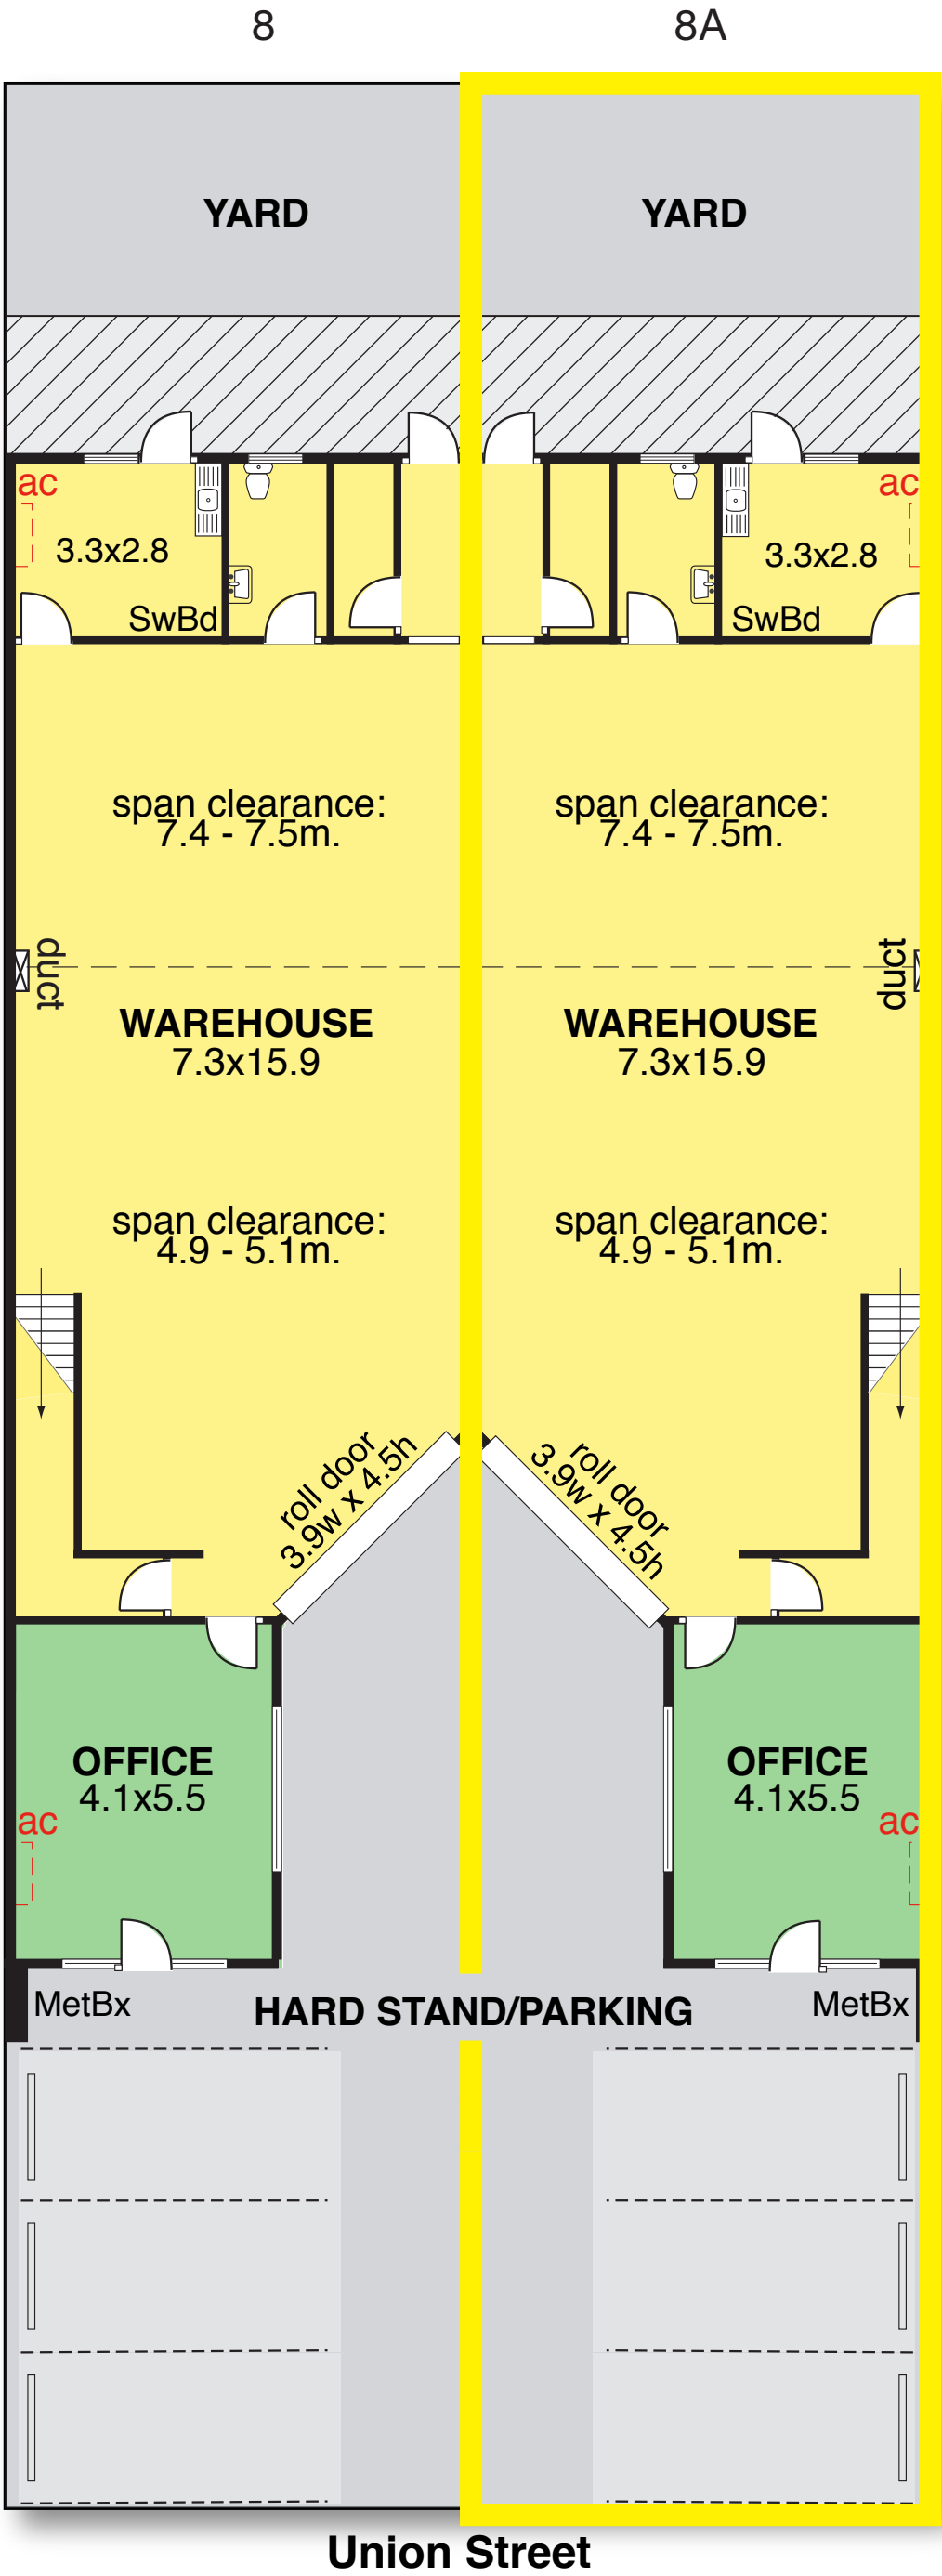 8 8A
YARD YARD
ac ac
3.3x2.8 3.3x2.8
SwBd SwBd
span clearance: span clearance:
7.4 - 7.5m. 7.4 - 7.5m.
duct duct
WAREHOUSE WAREHOUSE
7.3x15.9 7.3x15.9
span clearance: span clearance:
4.9 - 5.1m. 4.9 - 5.1m.
roll door roll door
3.9w x 4.5h 3.9w x 4.5h
OFFICE OFFICE
4.1x5.5 4.1x5.5
ac ac
MetBx MetBx
HARD STAND/PARKING
Union Street